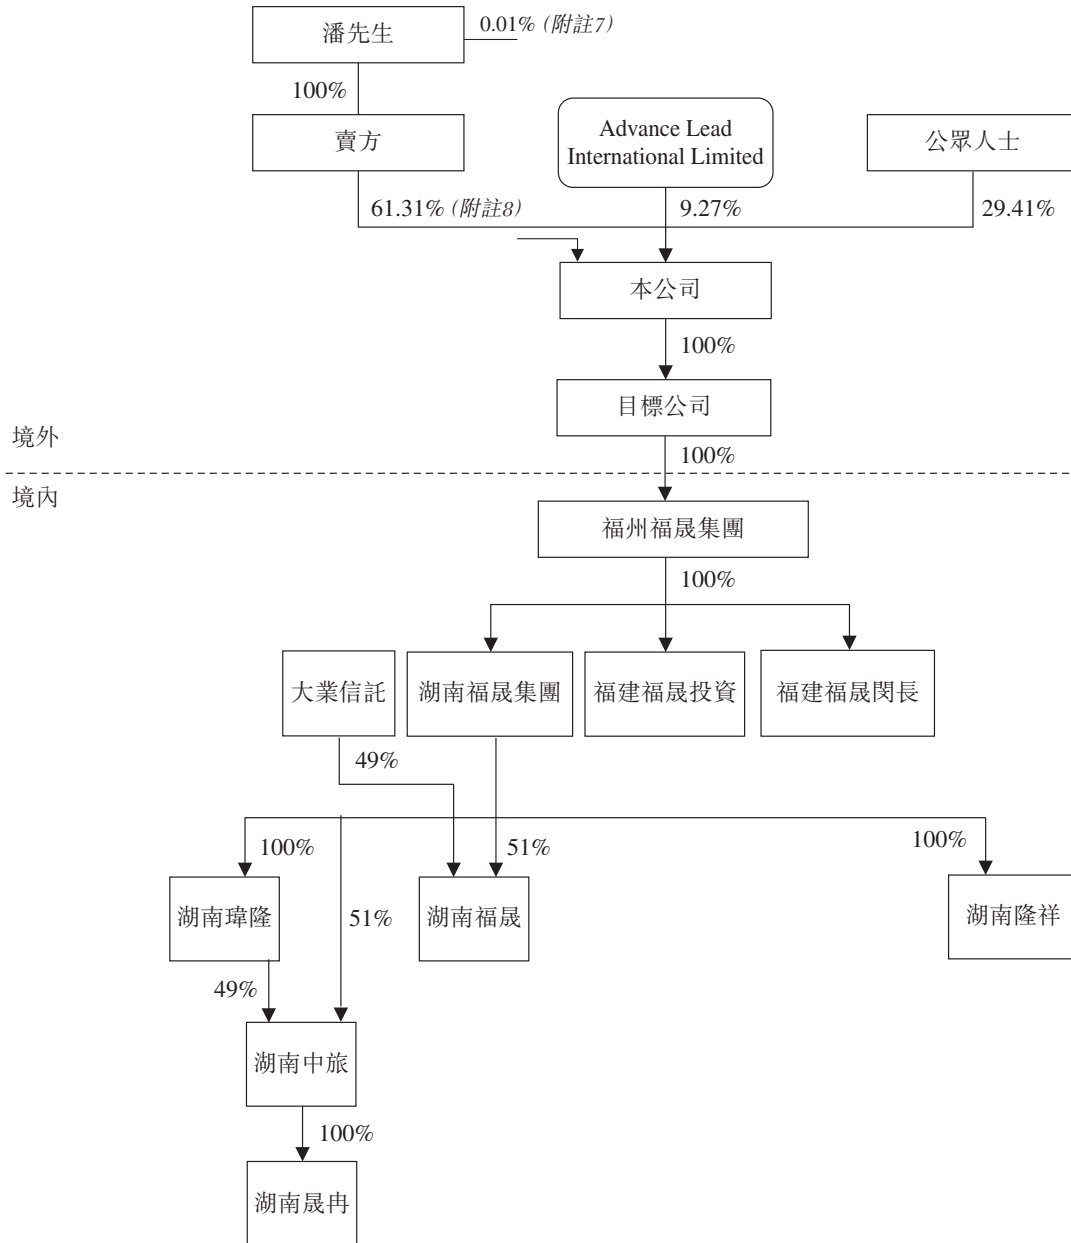 潘先生
0.01% (附註7)
100%
賣方
Advance Lead
International Limited
公眾人士
61.31% (附註8)
9.27%
29.41%
本公司
100%
目標公司
境外
100%
境內
福州福晟集團
100%
大業信託
湖南福晟集團
福建福晟投資
福建福晟閔長
49%
100%
51%
100%
湖南瑋隆
51%
湖南福晟
湖南隆祥
49%
湖南中旅
100%
湖南晟冉